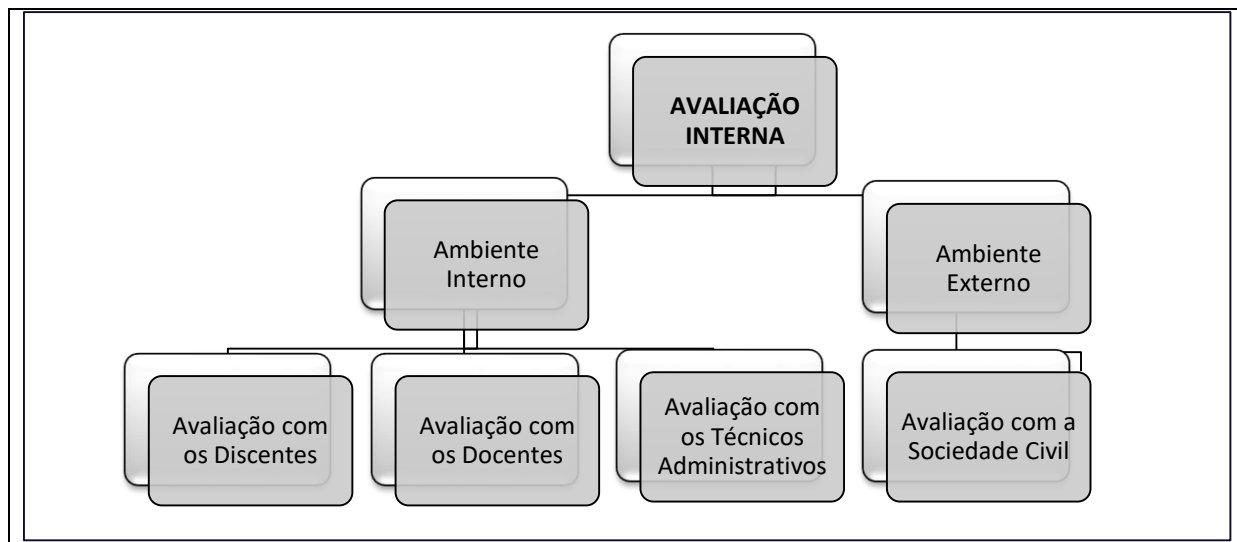 AVALIAÇÃO
INTERNA
Ambiente
Interno
Ambiente
Externo
Avaliação com
os Discentes
Avaliação com
os Docentes
Avaliação com
os Técnicos
Administrativos
Avaliação com a
Sociedade Civil